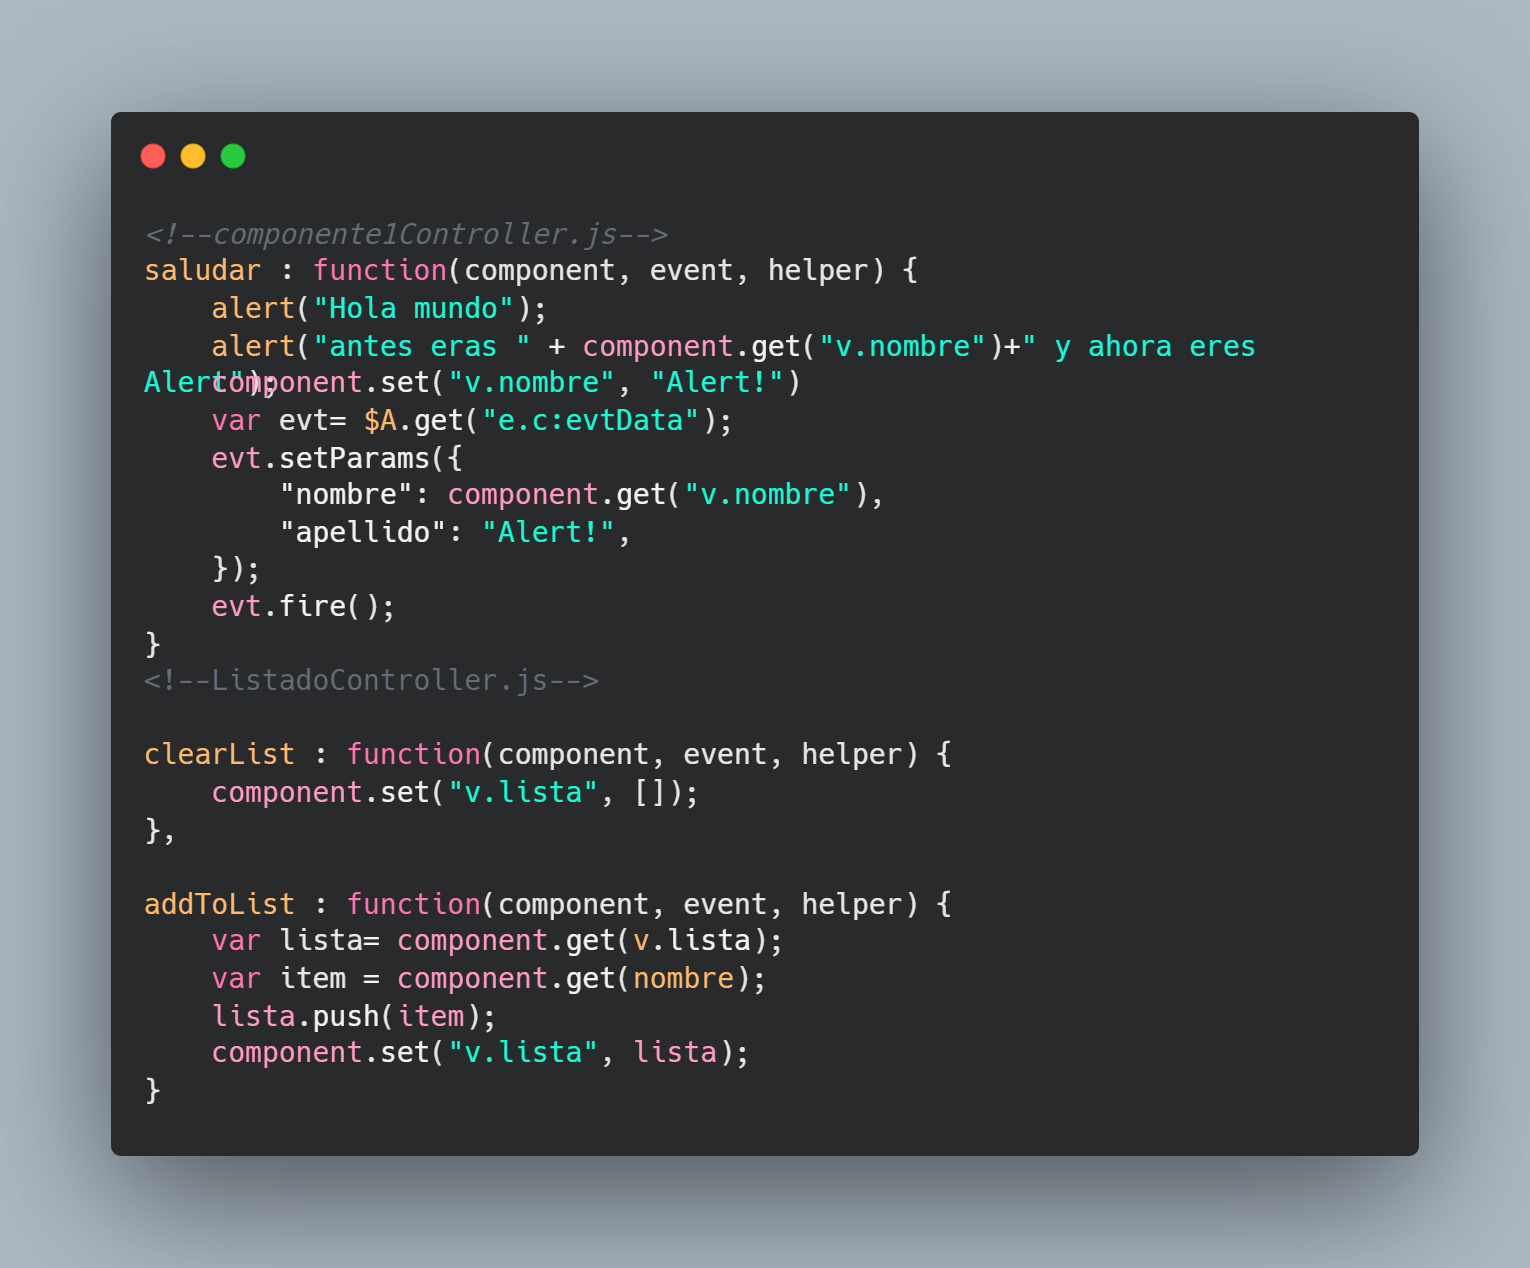 <!--componente1Controller.js-->
saludar : function(component, event, helper) {
    alert("Hola mundo");
    alert("antes eras " + component.get("v.nombre")+" y ahora eres
Alert");
    component.set("v.nombre", "Alert!")
    var evt= $A.get("e.c:evtData");
    evt.setParams({
        "nombre": component.get("v.nombre"),
        "apellido": "Alert!",
    });
    evt.fire();
}
<!--ListadoController.js-->
clearList : function(component, event, helper) {
    component.set("v.lista", []);
},
addToList : function(component, event, helper) {
    var lista= component.get(v.lista);
    var item = component.get(nombre);
    lista.push(item);
    component.set("v.lista", lista);
}